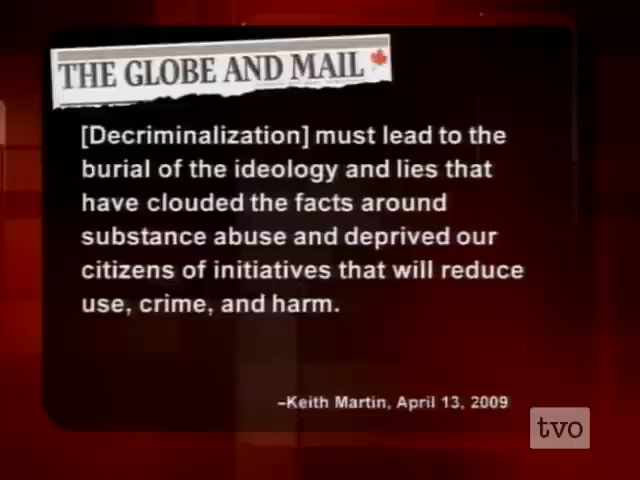 THE GLOBE AND MAIL
[Decriminalization] must lead to the
burial of the ideology and lies that
have clouded the facts around
substance abuse and deprived our
citizens of initiatives that will reduce
use, crime, and harm.
–Keith Martin, April 13, 2009
tvo